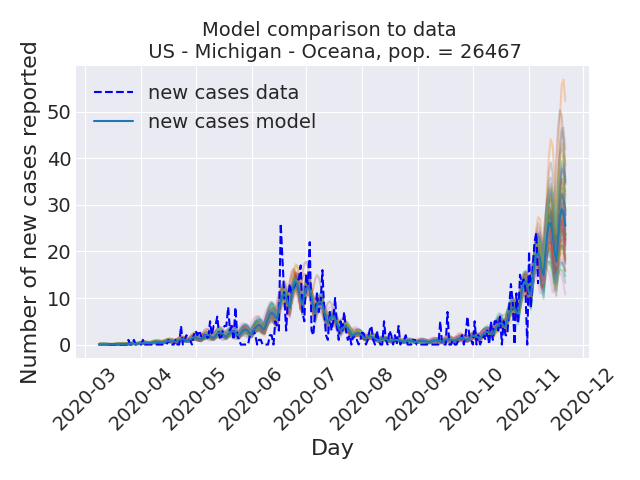 Model comparison to data
US - Michigan - Oceana, pop. = 26467
Number of new cases reported
50
40
30
20
10
0
new cases data
new cases model
2020-03
2020-04
2020-05
2020-06
2020-07
2020-08
2020-09
2020-10
2020-11
2020-12
Day